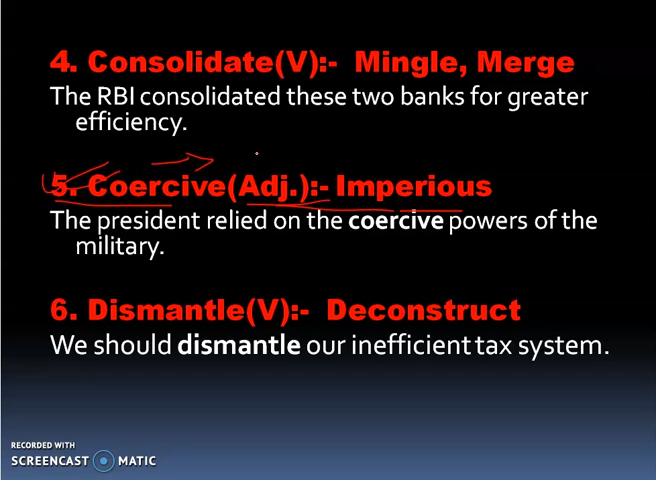 4. Consolidate(V):- Mingle, Merge
The RBI consolidated these two banks for greater
efficiency.
5. Coercive(Adj.):- Imperious
The president relied on the coercive powers of the
military.
6. Dismantle(V):- Deconstruct
We should dismantle our inefficient tax system.
RECORDED WITH
SCREENCAST MATIC